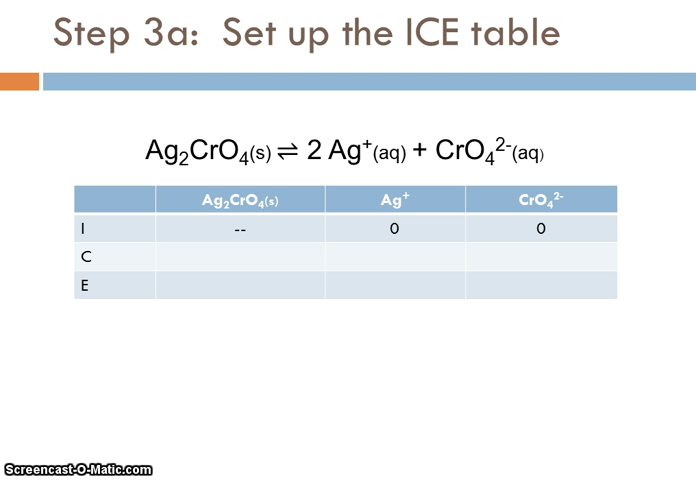 Step 3a: Set up the ICE table
Ag₂CrO₄(s) ⇌ 2 Ag⁺(aq) + CrO₄²⁻(aq)
Ag₂CrO₄(s) Ag⁺ CrO₄²⁻
I -- 0 0
C
E
Screencast-O-Matic.com